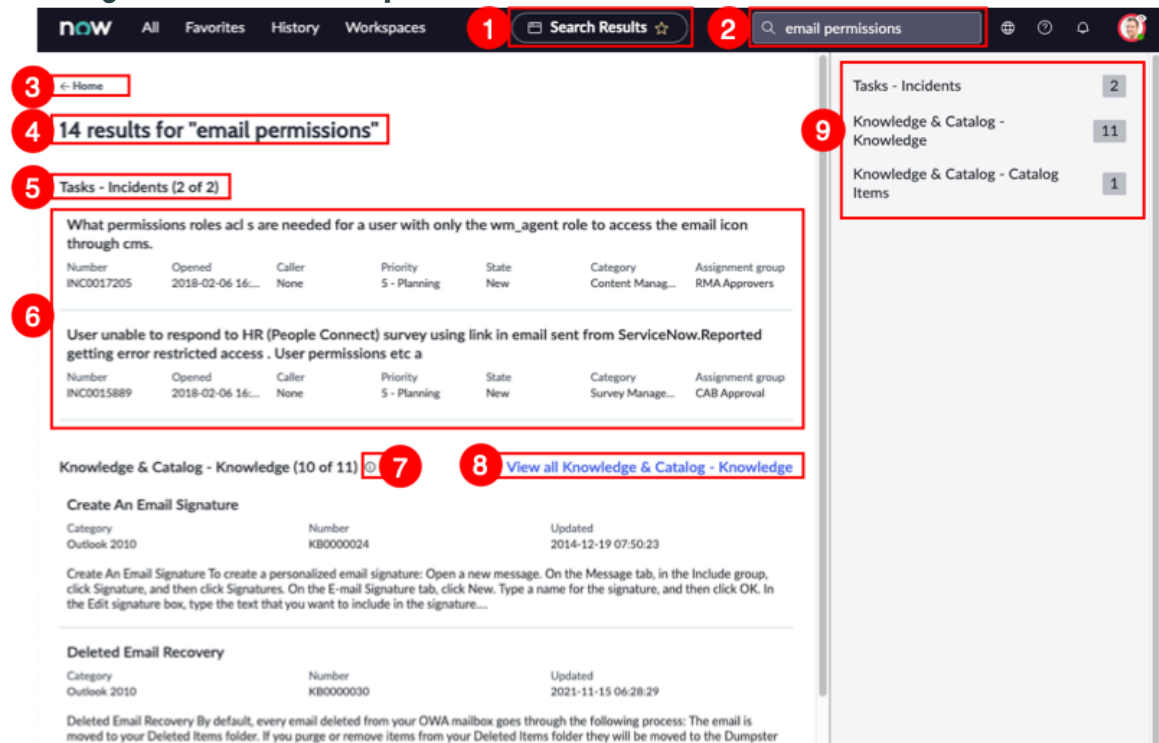 now All Favorites History Workspaces 1 Search Results 2 email permissions
3 Home
4 14 results for "email permissions"
5 Tasks - Incidents (2 of 2)
6
What permissions roles acl s are needed for a user with only the wm_agent role to access the email icon
through cms.
Number Opened Caller Priority State Category Assignment group
INC0017205 2018-02-06 16:... None 5 - Planning New Content Manag... RMA Approvers
User unable to respond to HR (People Connect) survey using link in email sent from ServiceNow.Reported
getting error restricted access . User permissions etc a
Number Opened Caller Priority State Category Assignment group
INC0015889 2018-02-06 16:... None 5 - Planning New Survey Manage... CAB Approval
Knowledge & Catalog - Knowledge (10 of 11) 7 8 View all Knowledge & Catalog - Knowledge
Create An Email Signature
Category Number Updated
Outlook 2010 KB0000024 2014-12-19 07:50:23
Create An Email Signature To create a personalized email signature: Open a new message. On the Message tab, in the Include group,
click Signature, and then click Signatures. On the E-mail Signature tab, click New. Type a name for the signature, and then click OK. In
the Edit signature box, type the text that you want to include in the signature....
Deleted Email Recovery
Category Number Updated
Outlook 2010 KB0000030 2021-11-15 06:28:29
Deleted Email Recovery By default, every email deleted from your OWA mailbox goes through the following process: The email is
moved to your Deleted Items folder. If you purge or remove items from your Deleted Items folder they will be moved to the Dumpster
9
Tasks - Incidents 2
Knowledge & Catalog -
Knowledge 11
Knowledge & Catalog - Catalog
Items 1